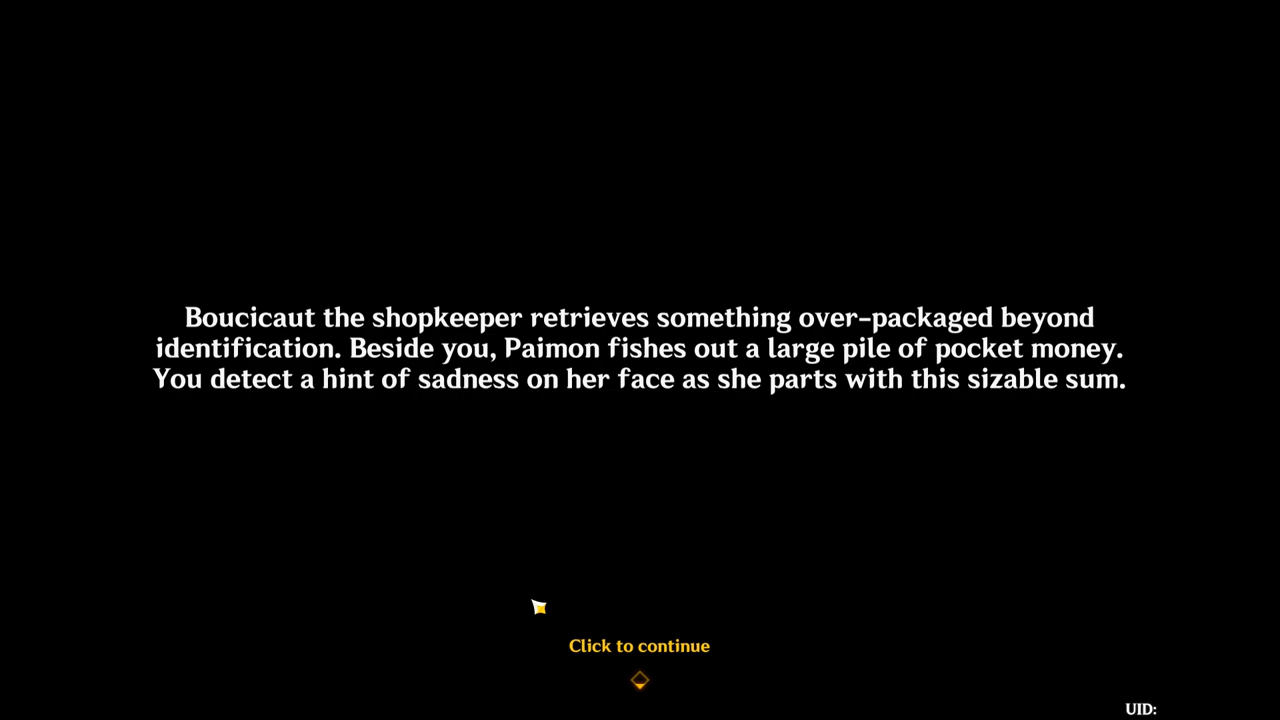 Boucicaut the shopkeeper retrieves something over-packaged beyond
identification. Beside you, Paimon fishes out a large pile of pocket money.
You detect a hint of sadness on her face as she parts with this sizable sum.
Click to continue
UID: